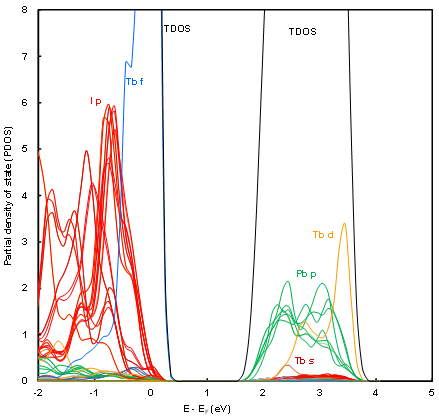 8
7
6
5
4
3
2
1
0
Partial density of state (PDOS)
TDOS
TDOS
Tb f
I p
Tb d
Pb p
Tb s
-2 -1 0 1 2 3 4 5
E - EF (eV)